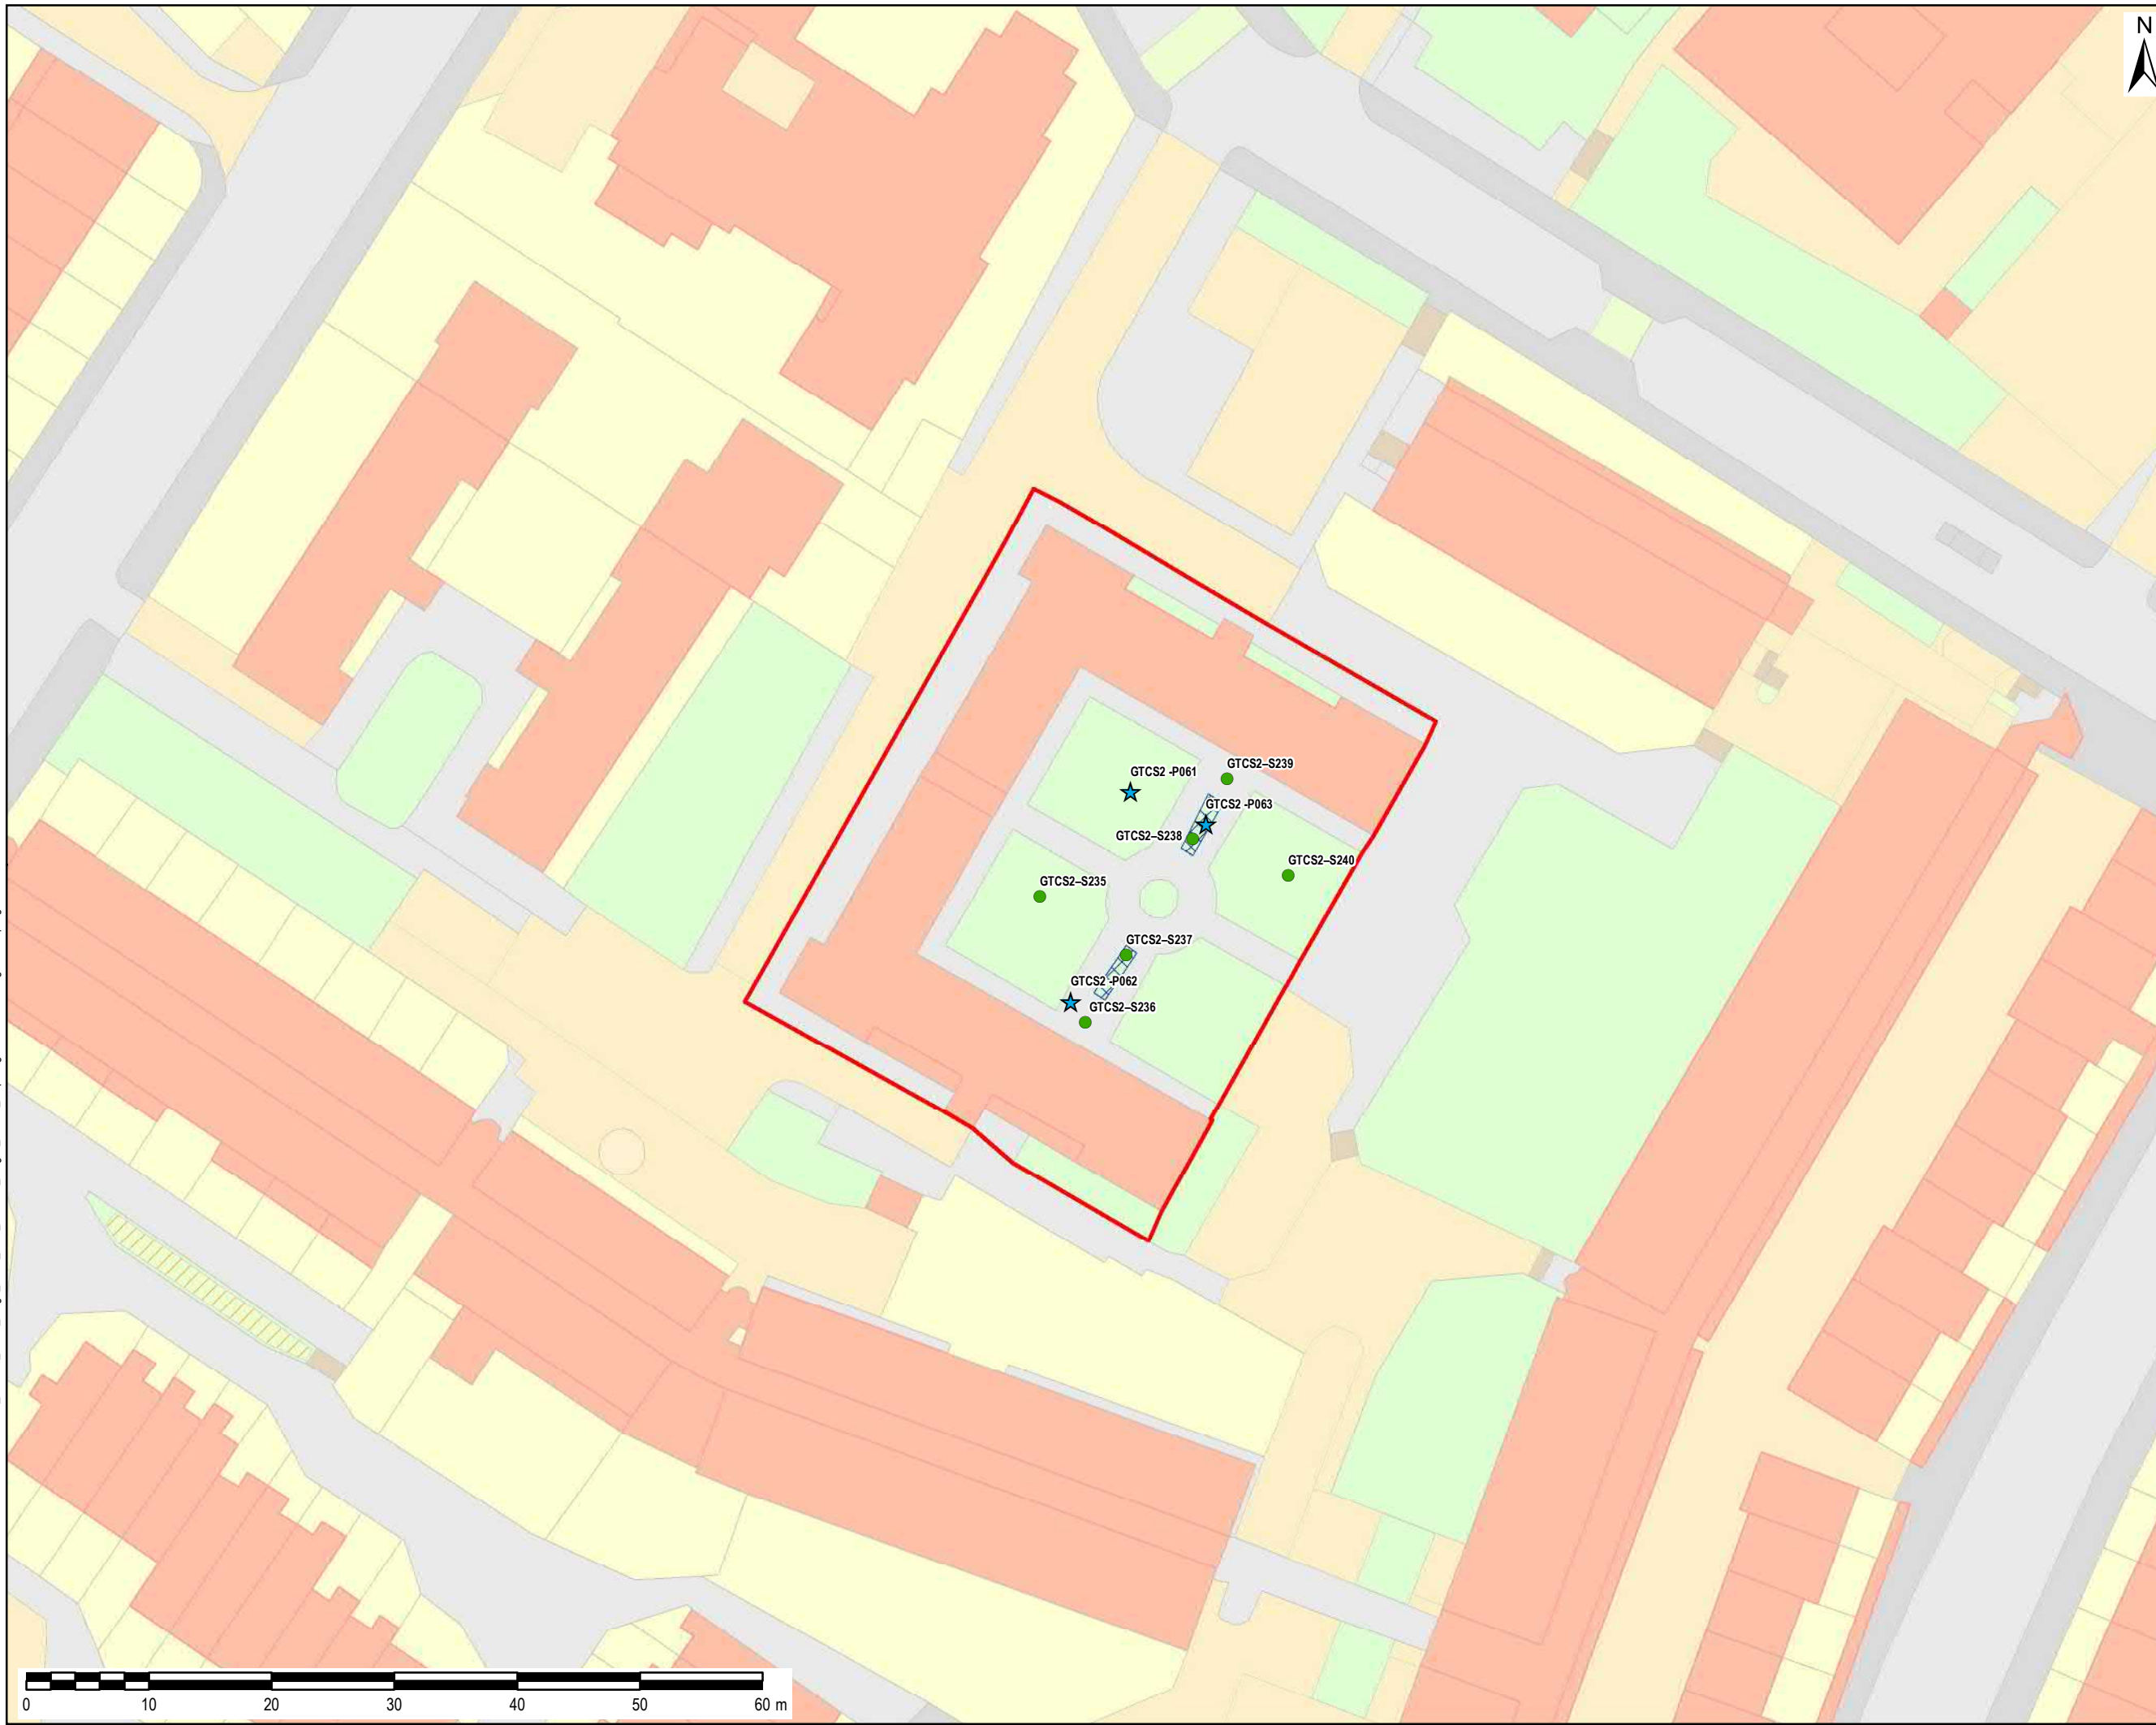 N
GTCS2–S239
GTCS2 -P061
GTCS2 -P063
GTCS2–S238
GTCS2–S240
GTCS2–S235
GTCS2–S237
GTCS2 -P062
GTCS2–S236
0 10 20 30 40 50 60 m